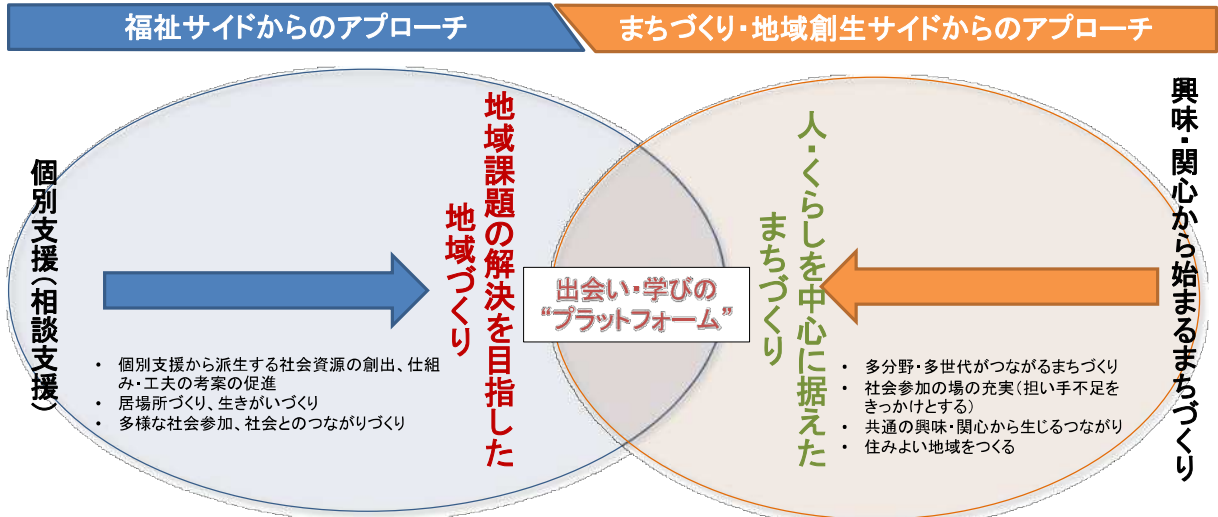 福祉サイドからのアプローチ
まちづくり・地域創生サイドからのアプローチ
個別支援(相談支援)
地域課題の解決を目指した
地域づくり
• 個別支援から派生する社会資源の創出、仕組
み・工夫の考案の促進
• 居場所づくり、生きがいづくり
• 多様な社会参加、社会とのつながりづくり
出会い・学びの
“プラットフォーム”
人・くらしを中心に据えた
まちづくり
• 多分野・多世代がつながるまちづくり
• 社会参加の場の充実(担い手不足を
きっかけとする)
• 共通の興味・関心から生じるつながり
• 住みよい地域をつくる
興味・関心から始まるまちづくり